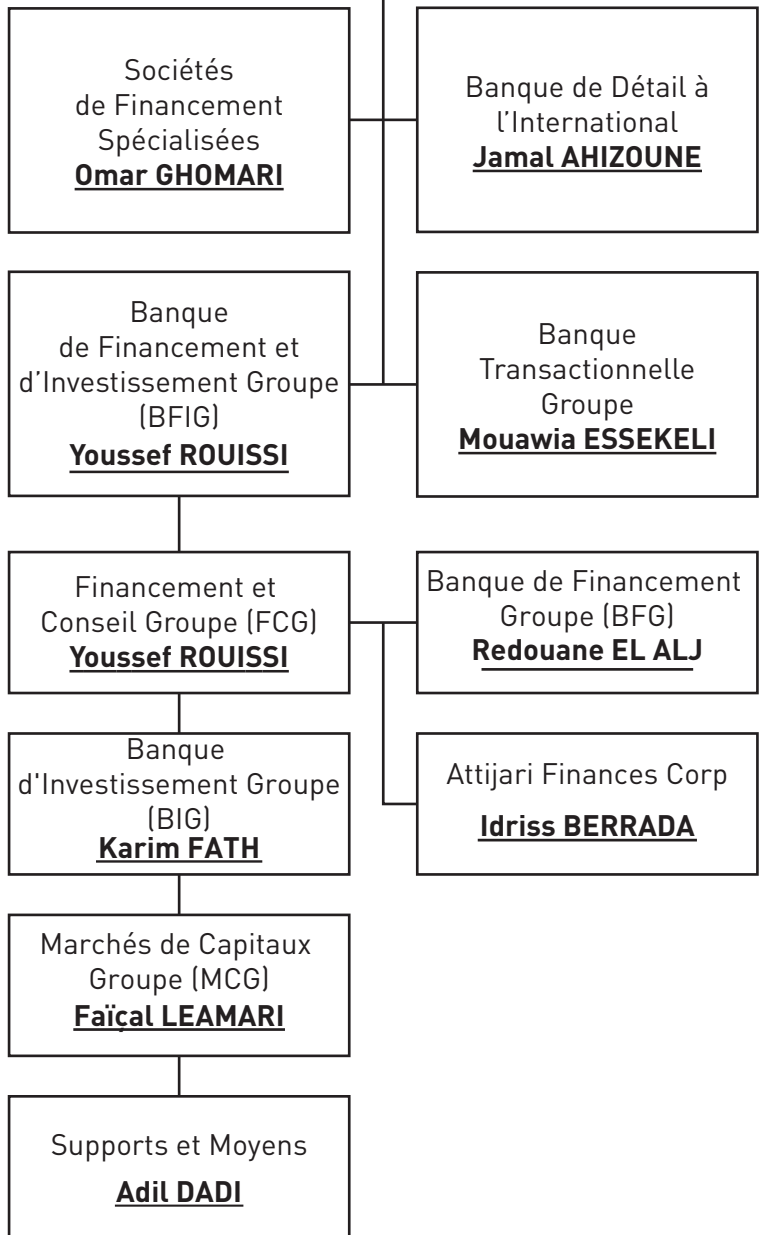 Sociétés
de Financement
Spécialisées
Omar GHOMARI
Banque de Détail à
l’International
Jamal AHIZOUNE
Banque
de Financement et
d’Investissement Groupe
(BFIG)
Youssef ROUISSI
Banque
Transactionnelle
Groupe
Mouawia ESSEKELI
Financement et
Conseil Groupe (FCG)
Youssef ROUISSI
Banque de Financement
Groupe (BFG)
Redouane EL ALJ
Banque
d'Investissement Groupe
(BIG)
Karim FATH
Attijari Finances Corp
Idriss BERRADA
Marchés de Capitaux
Groupe (MCG)
Faïçal LEAMARI
Supports et Moyens
Adil DADI